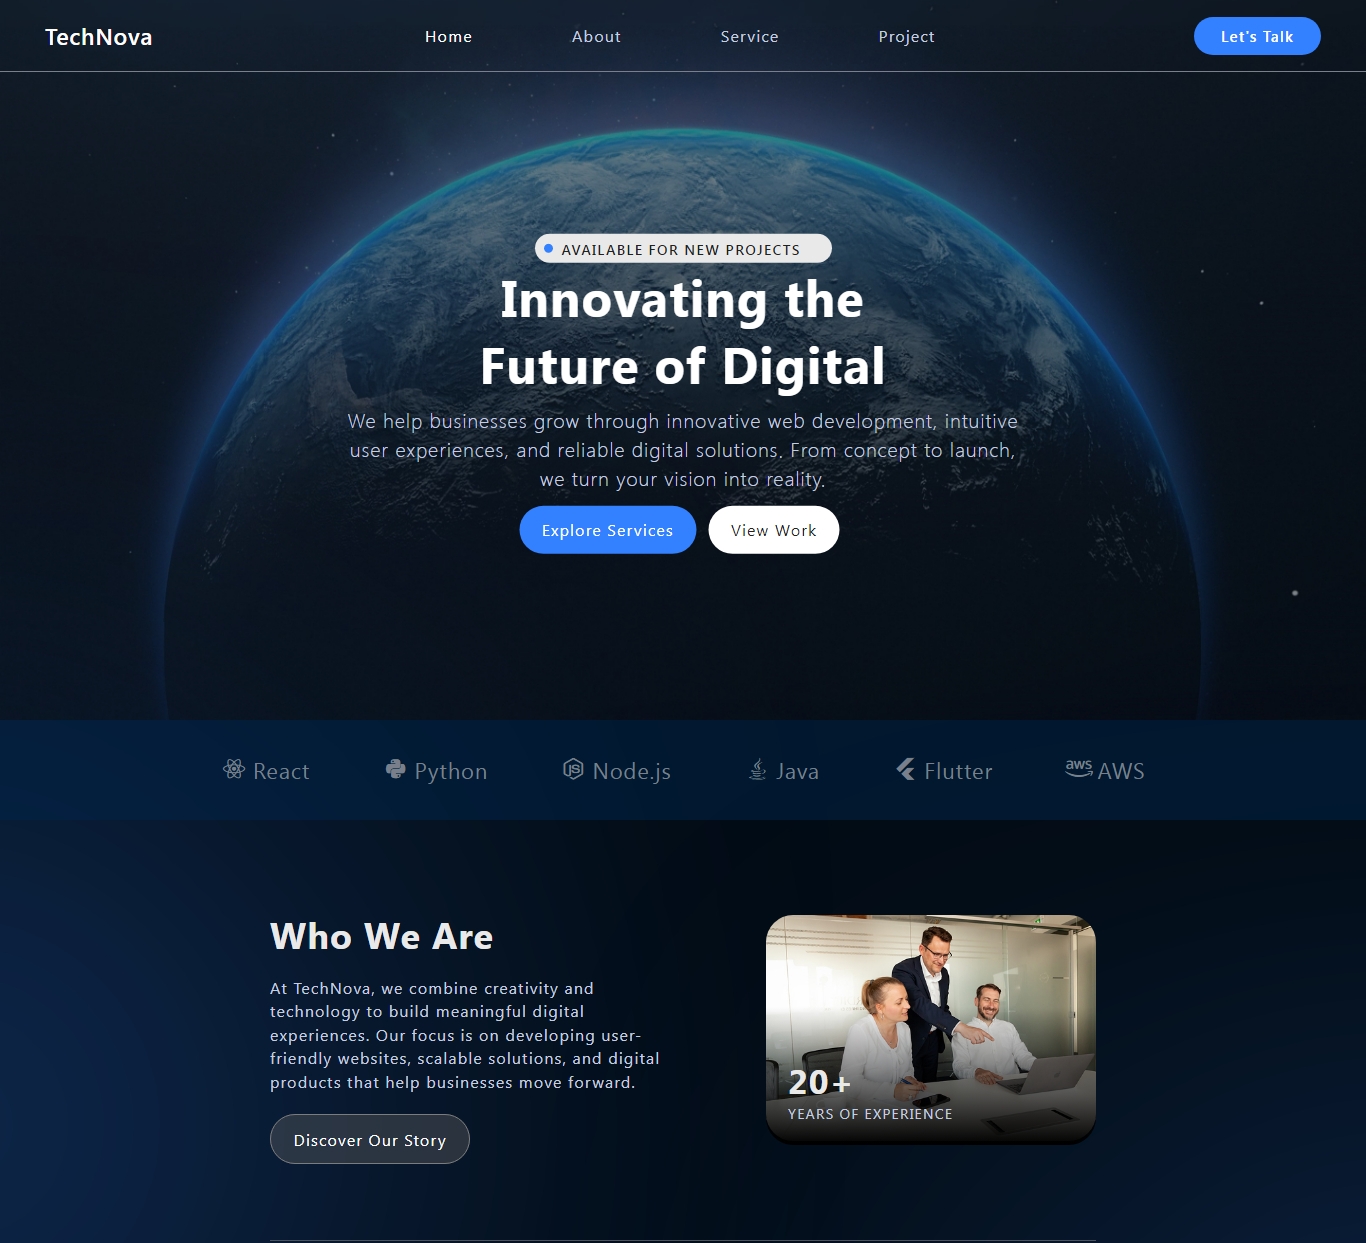 TechNova
Home
About
Service
Project
Let's Talk
AVAILABLE FOR NEW PROJECTS
Innovating the
Future of Digital
We help businesses grow through innovative web development, intuitive
user experiences, and reliable digital solutions. From concept to launch,
we turn your vision into reality.
Explore Services
View Work
React
Python
Node.js
Java
Flutter
aws AWS
Who We Are
At TechNova, we combine creativity and
technology to build meaningful digital
experiences. Our focus is on developing user-
friendly websites, scalable solutions, and digital
products that help businesses move forward.
Discover Our Story
20+
YEARS OF EXPERIENCE